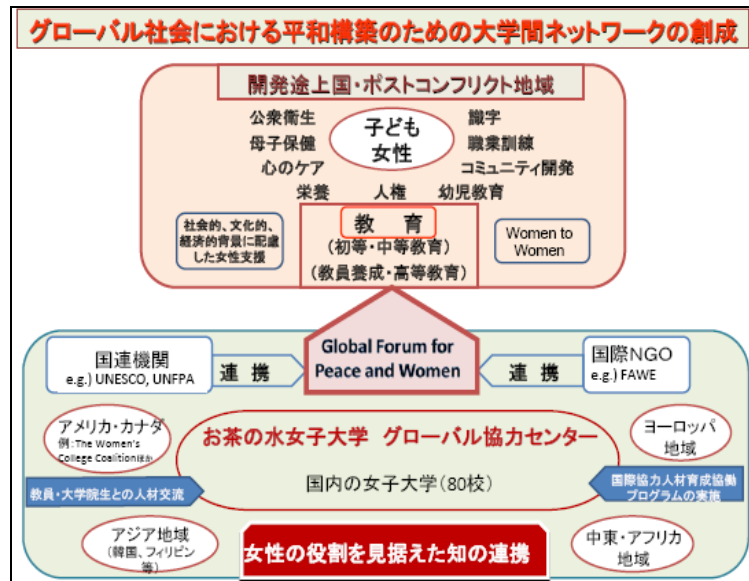 グローバル社会における平和構築のための大学間ネットワークの創成
開発途上国・ポストコンフリクト地域
公衆衛生
母子保健
心のケア
栄養
子ども
女性
人権
識字
職業訓練
コミュニティ開発
幼児教育
社会的、文化的、
経済的背景に配慮
した女性支援
教 育
(初等・中等教育)
(教員養成・高等教育)
Women to
Women
国連機関
e.g.) UNESCO, UNFPA
連 携
Global Forum for
Peace and Women
連 携
国際NGO
e.g.) FAWE
アメリカ・カナダ
例:The Women's
College Coalitionほか
お茶の水女子大学 グローバル協力センター
国内の女子大学(80校)
ヨーロッパ
地域
教員・大学院生との人材交流
国際協力人材育成協働
プログラムの実施
アジア地域
(韓国、フィリピン
等)
女性の役割を見据えた知の連携
中東・アフリカ
地域